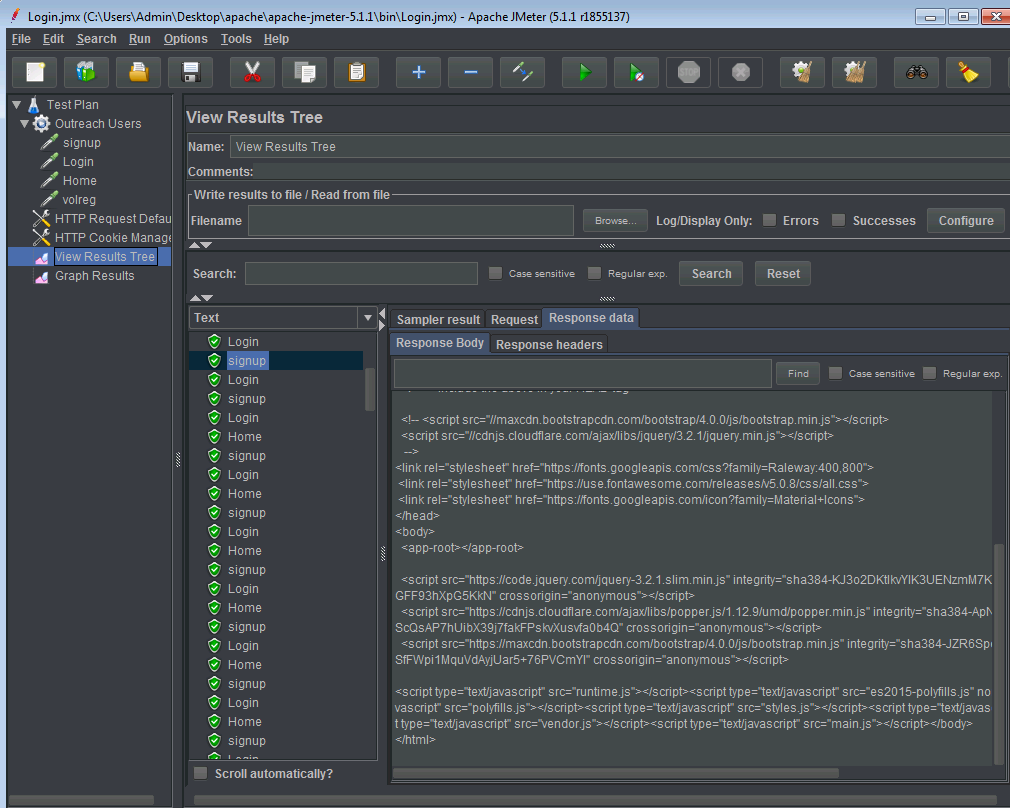 Login.jmx (C:\Users\Admin\Desktop\apache\apache-jmeter-5.1.1\bin\Login.jmx) - Apache JMeter (5.1.1 r1855137)
File Edit Search Run Options Tools Help
STOP
Test Plan
Outreach Users
signup
Login
Home
volreg
HTTP Request Defau
HTTP Cookie Manage
View Results Tree
Graph Results
View Results Tree
Name: View Results Tree
Comments:
Write results to file / Read from file
Filename Browse... Log/Display Only: Errors Successes Configure
Search: Case sensitive Regular exp. Search Reset
Text
Login
signup
Login
signup
Login
Home
signup
Login
Home
signup
Login
Home
signup
Login
Home
signup
Login
Home
signup
Login
Home
signup
Login
Scroll automatically?
Sampler result Request Response data
Response Body Response headers
Find Case sensitive Regular exp.
<!-- <script src="//maxcdn.bootstrapcdn.com/bootstrap/4.0.0/js/bootstrap.min.js"></script>
<script src="//cdnjs.cloudflare.com/ajax/libs/jquery/3.2.1/jquery.min.js"></script>
-->
<link rel="stylesheet" href="https://fonts.googleapis.com/css?family=Raleway:400,800">
<link rel="stylesheet" href="https://use.fontawesome.com/releases/v5.0.8/css/all.css">
<link rel="stylesheet" href="https://fonts.googleapis.com/icon?family=Material+Icons">
</head>
<body>
<app-root></app-root>
<script src="https://code.jquery.com/jquery-3.2.1.slim.min.js" integrity="sha384-KJ3o2DKtIkvYIK3UENzmM7K
GFF93hXpG5KkN" crossorigin="anonymous"></script>
<script src="https://cdnjs.cloudflare.com/ajax/libs/popper.js/1.12.9/umd/popper.min.js" integrity="sha384-ApN
ScQsAP7hUibX39j7fakFPskvXusvfa0b4Q" crossorigin="anonymous"></script>
<script src="https://maxcdn.bootstrapcdn.com/bootstrap/4.0.0/js/bootstrap.min.js" integrity="sha384-JZR6Spe
SfFWpi1MquVdAyjUar5+76PVCmYl" crossorigin="anonymous"></script>
<script type="text/javascript" src="runtime.js"></script><script type="text/javascript" src="es2015-polyfills.js" no
vascript" src="polyfills.js"></script><script type="text/javascript" src="styles.js"></script><script type="text/javas
t type="text/javascript" src="vendor.js"></script><script type="text/javascript" src="main.js"></script></body>
</html>